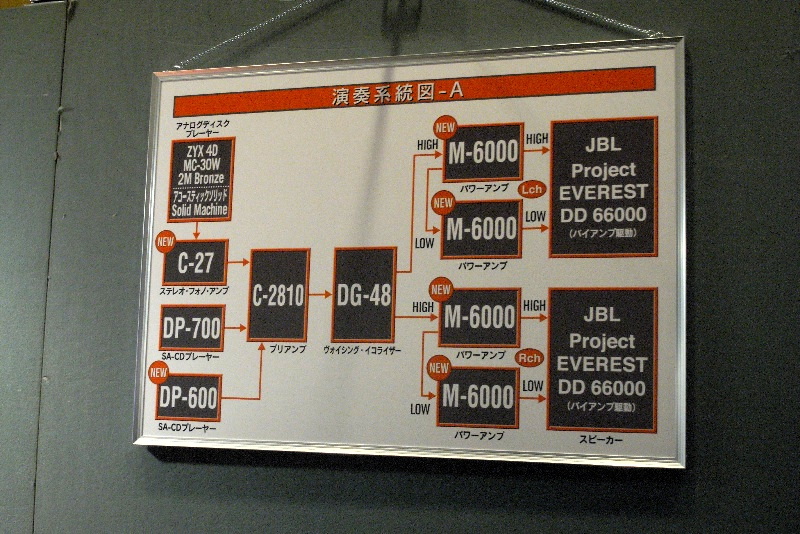 演奏系統図-A
アナログディスク
プレーヤー
ZYX 4D
MC-30W
2M Bronze
アコースティックソリッド
Solid Machine
NEW
C-27
ステレオ・フォノ・アンプ
DP-700
SA-CDプレーヤー
NEW
DP-600
SA-CDプレーヤー
C-2810
プリアンプ
DG-48
ヴォイシング・イコライザー
HIGH
NEW
M-6000
パワーアンプ
HIGH
Lch
LOW
NEW
M-6000
パワーアンプ
LOW
JBL
Project
EVEREST
DD 66000
(バイアンプ駆動)
HIGH
NEW
M-6000
パワーアンプ
HIGH
Rch
LOW
NEW
M-6000
パワーアンプ
LOW
JBL
Project
EVEREST
DD 66000
(バイアンプ駆動)
スピーカー